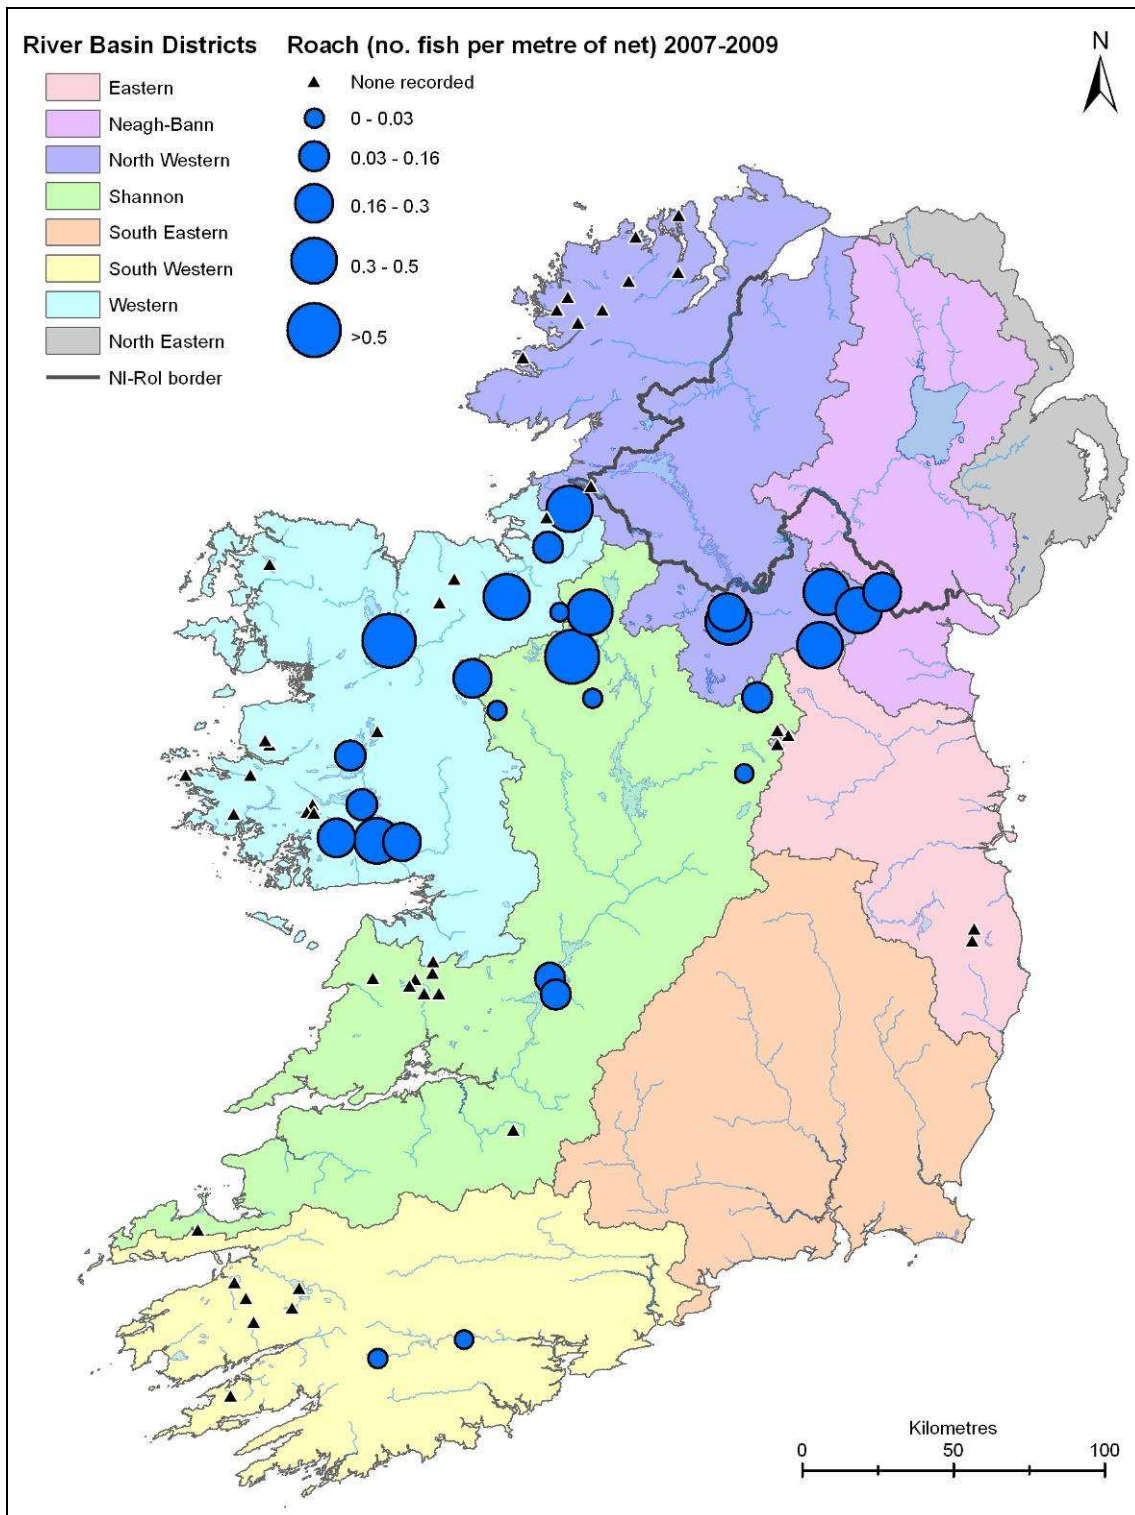 River Basin Districts
Eastern
Neagh-Bann
North Western
Shannon
South Eastern
South Western
Western
North Eastern
NI-RoI border
Roach (no. fish per metre of net) 2007-2009
None recorded
0 - 0.03
0.03 - 0.16
0.16 - 0.3
0.3 - 0.5
>0.5
N
Kilometres
0 50 100